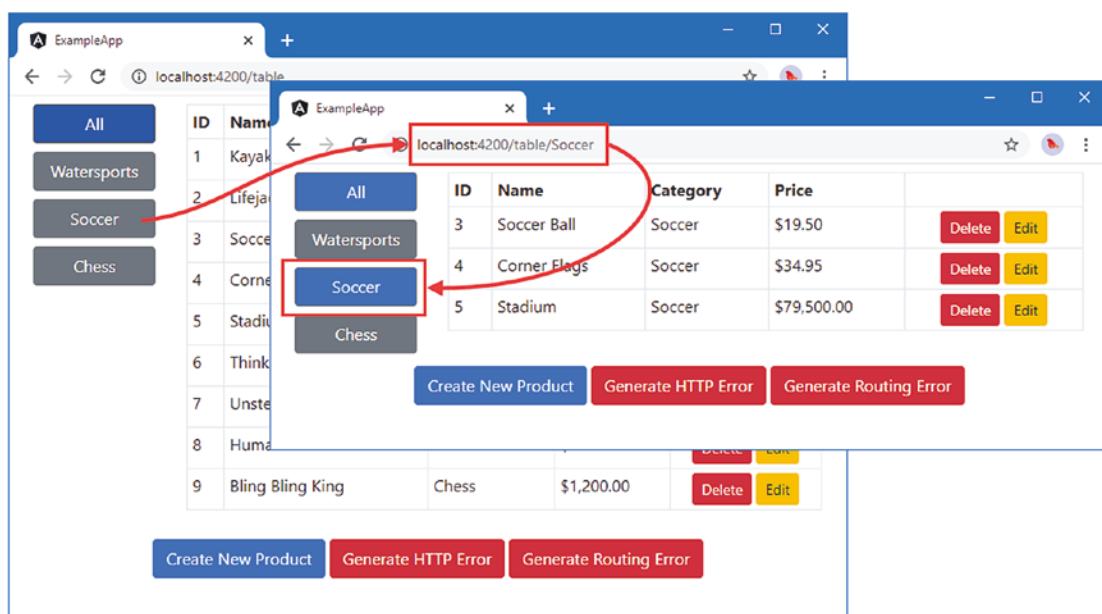 ExampleApp
localhost:4200/table
All
Watersports
Soccer
Chess
ID
1 Kayak
2
3
4
5
6
7
8
9 Bling Bling King Chess $1,200.00 Delete Edit
Create New Product Generate HTTP Error Generate Routing Error
ExampleApp
localhost:4200/table/Soccer
All
Watersports
Soccer
Chess
ID Name Category Price
3 Soccer Ball Soccer $19.50 Delete Edit
4 Corner Flags Soccer $34.95 Delete Edit
5 Stadium Soccer $79,500.00 Delete Edit
Create New Product Generate HTTP Error Generate Routing Error